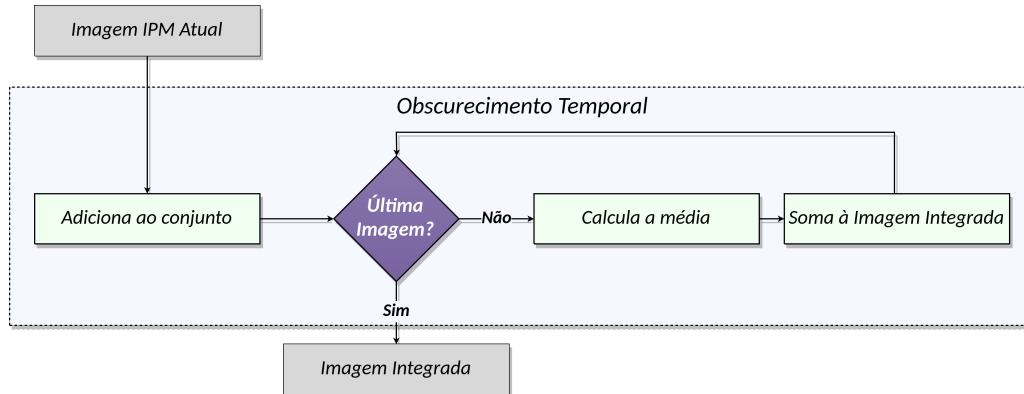 Imagem IPM Atual
Obscurecimento Temporal
Adiciona ao conjunto
Última
Imagem?
Não
Calcula a média
Soma à Imagem Integrada
Sim
Imagem Integrada